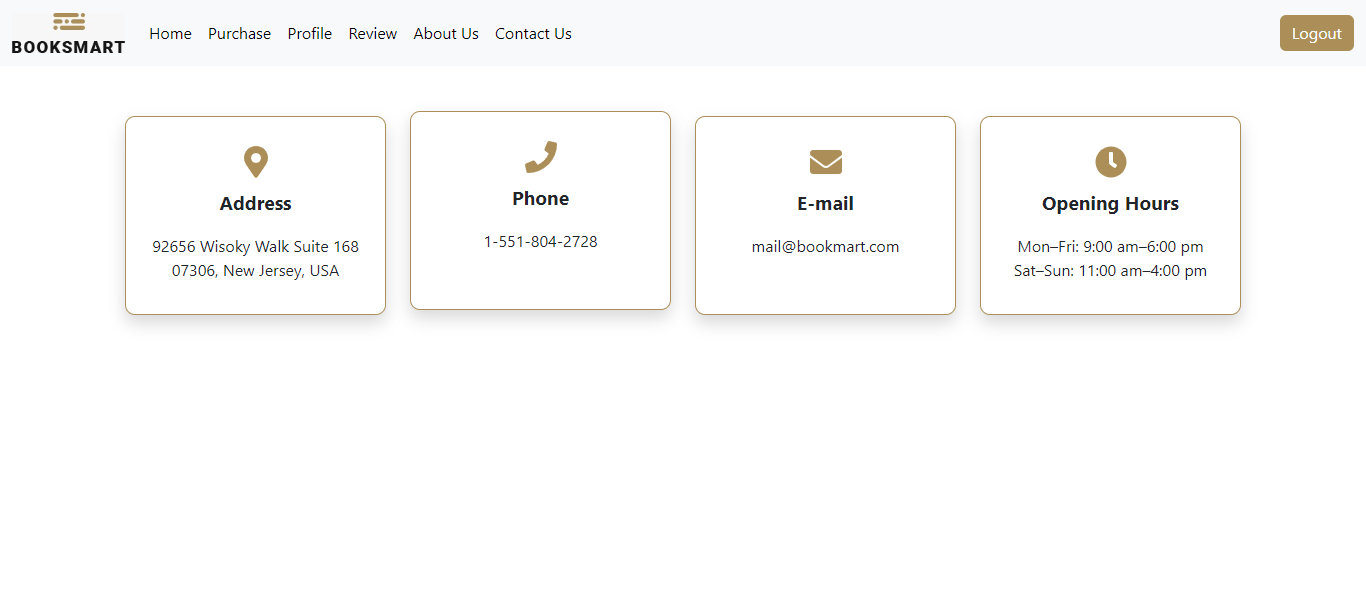 BOOKSMART
Home Purchase Profile Review About Us Contact Us Logout
Address
92656 Wisoky Walk Suite 168
07306, New Jersey, USA
Phone
1-551-804-2728
E-mail
mail@bookmart.com
Opening Hours
Mon–Fri: 9:00 am–6:00 pm
Sat–Sun: 11:00 am–4:00 pm